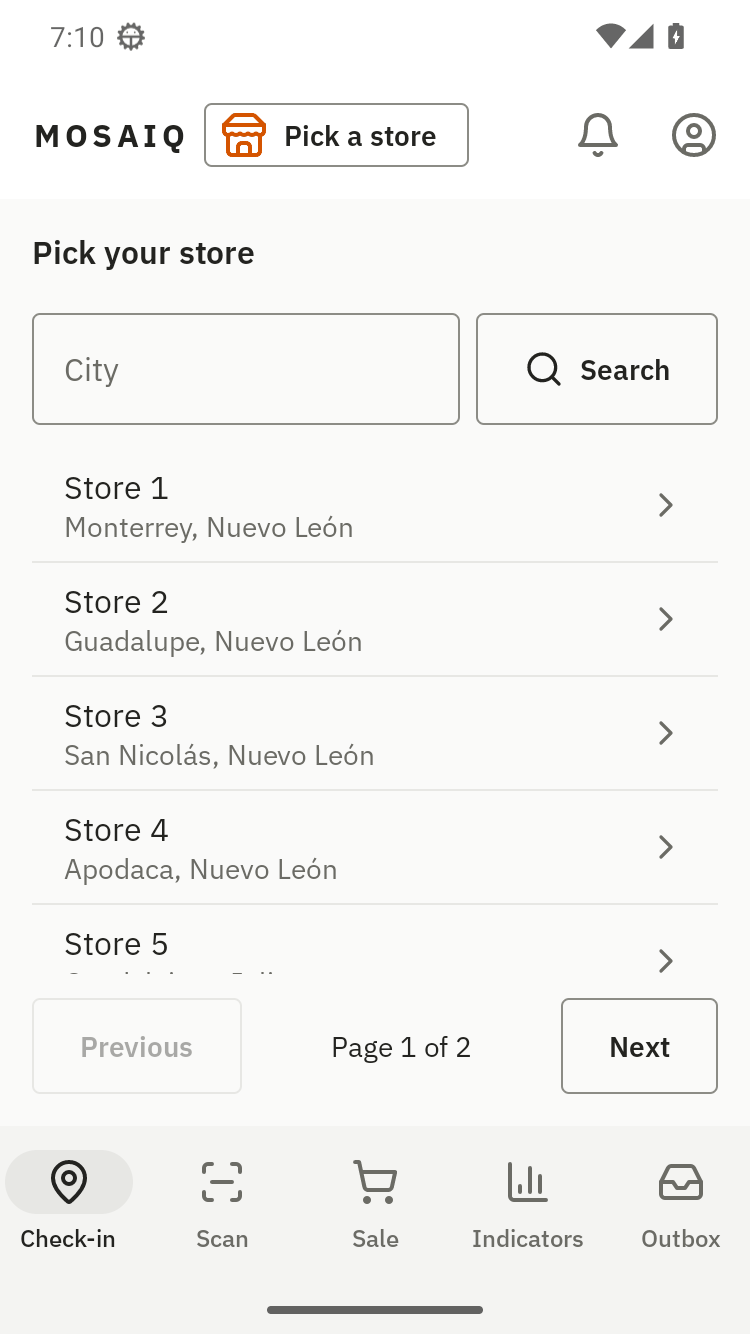 7:10
MOSAIQ
Pick a store
Pick your store
City
Search
Store 1
Monterrey, Nuevo León
Store 2
Guadalupe, Nuevo León
Store 3
San Nicolás, Nuevo León
Store 4
Apodaca, Nuevo León
Store 5
Previous
Page 1 of 2
Next
Check-in
Scan
Sale
Indicators
Outbox